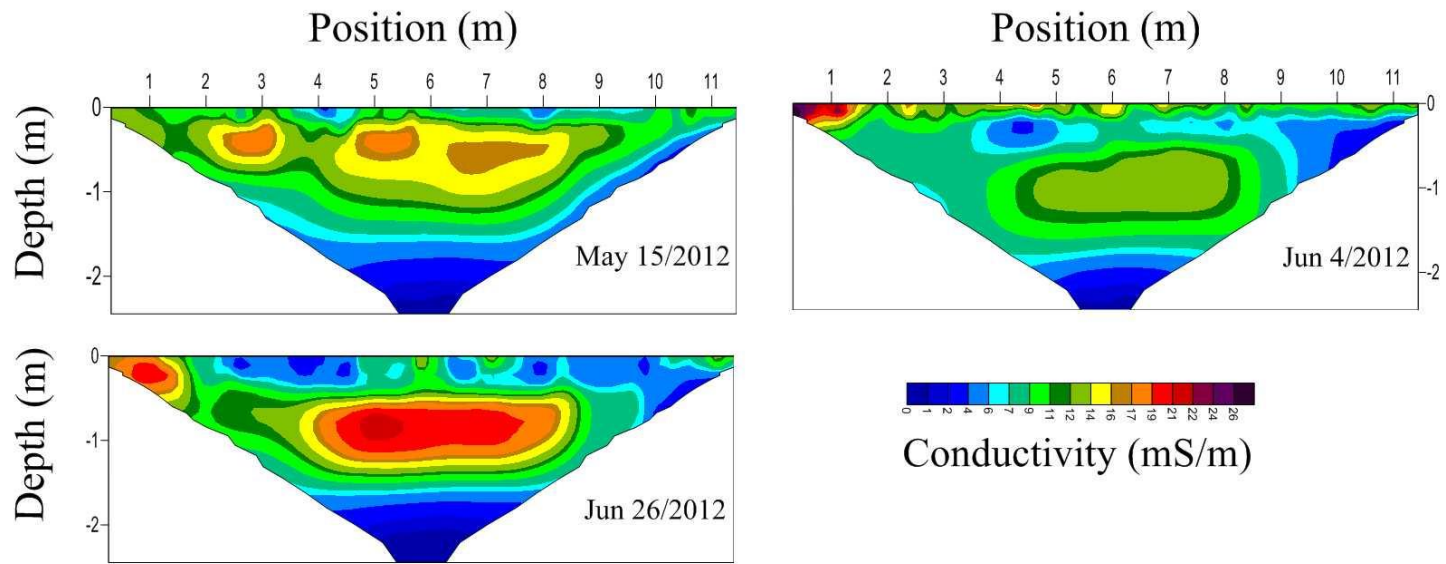 Position (m)
1 2 3 4 5 6 7 8 9 10 11
Depth (m)
0
-1
-2
May 15/2012
Position (m)
1 2 3 4 5 6 7 8 9 10 11
0
-1
-2
Jun 4/2012
Depth (m)
0
-1
-2
Jun 26/2012
0 1 2 4 6 7 9 11 12 14 16 17 19 21 22 24 26
Conductivity (mS/m)